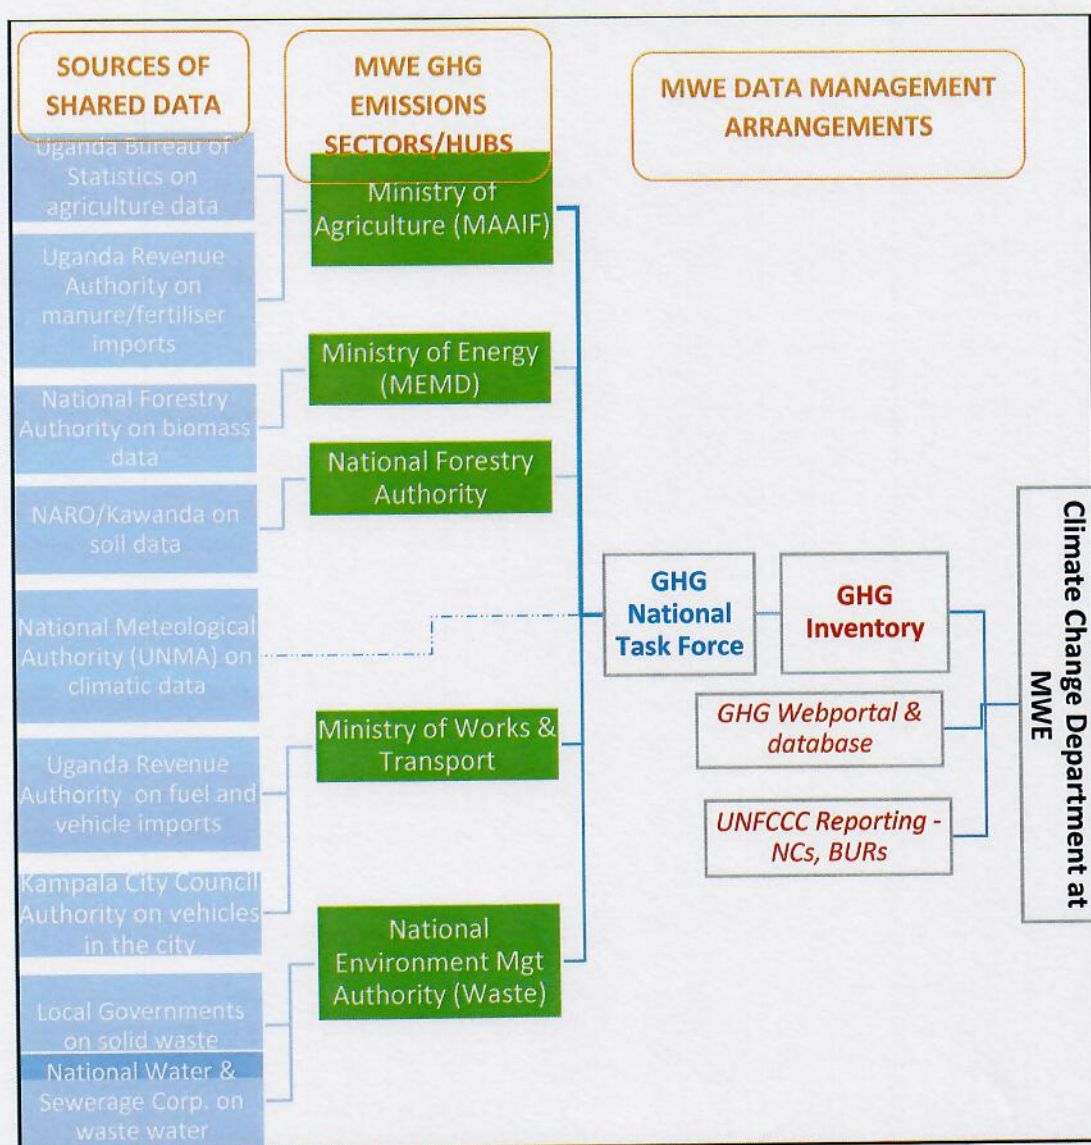 SOURCES OF
SHARED DATA
MWE GHG
EMISSIONS
SECTORS/HUBS
MWE DATA MANAGEMENT
ARRANGEMENTS
Uganda Bureau of
Statistics on
agriculture data
Uganda Revenue
Authority on
manure/fertiliser
imports
National Forestry
Authority on biomass
data
NARO/Kawanda on
soil data
National Meteological
Authority (UNMA) on
climatic data
Uganda Revenue
Authority on fuel and
vehicle imports
Kampala City Council
Authority on vehicles
in the city
Local Governments
on solid waste
National Water &
Sewerage Corp. on
waste water
Ministry of
Agriculture (MAAIF)
Ministry of Energy
(MEMD)
National Forestry
Authority
Ministry of Works &
Transport
National
Environment Mgt
Authority (Waste)
GHG
National
Task Force
GHG
Inventory
GHG Webportal &
database
UNFCCC Reporting -
NCs, BURs
Climate Change Department at
MWE